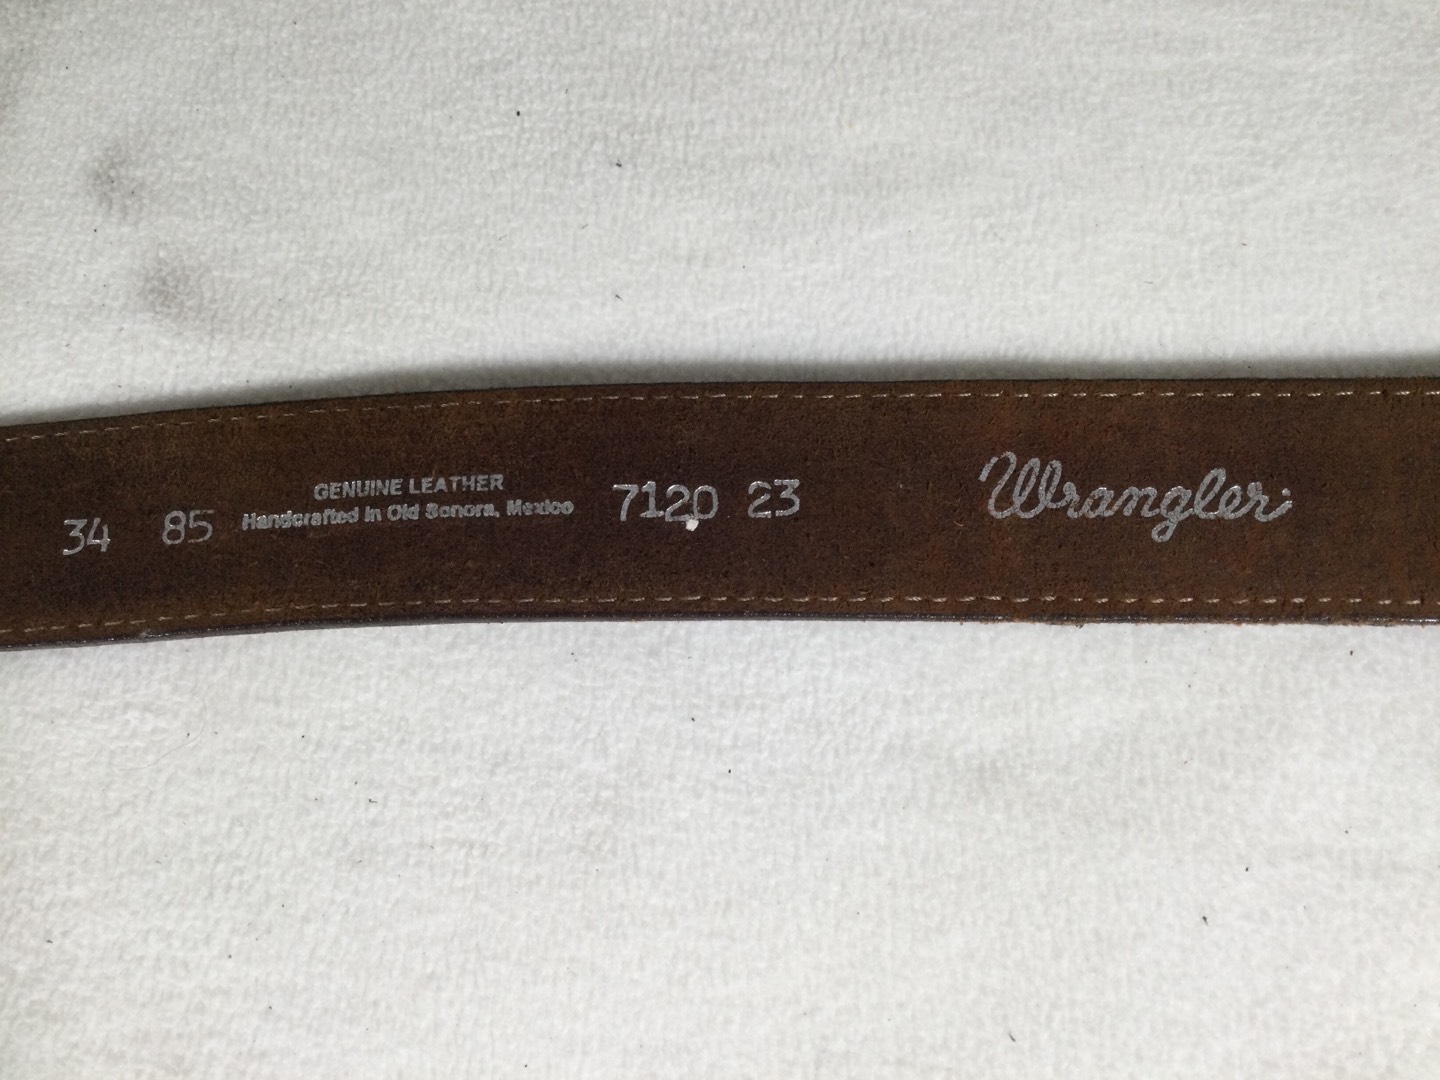 34 85 GENUINE LEATHER
Handcrafted in Old Sonora, Mexico
7120 23
Wrangler